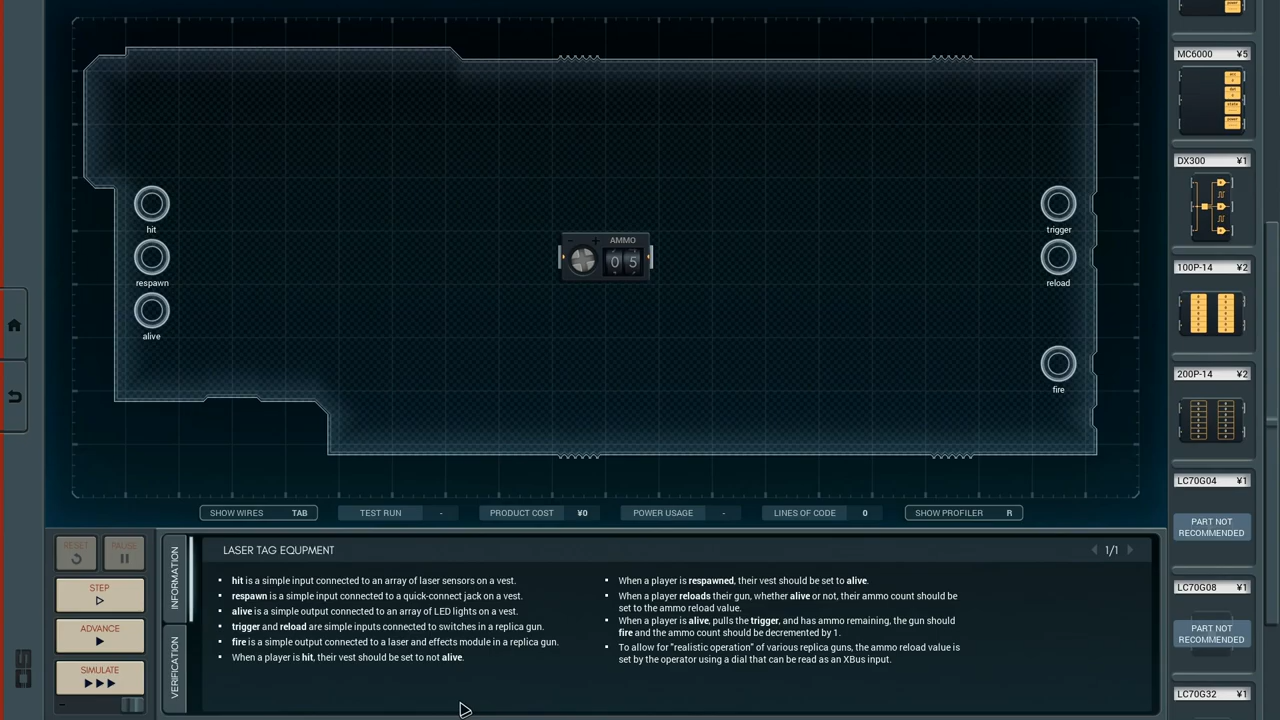 MC6000 ¥5
DX300 ¥1
100P-14 ¥2
200P-14 ¥2
LC70G04 ¥1
PART NOT
RECOMMENDED
LC70G08 ¥1
PART NOT
RECOMMENDED
LC70G32 ¥1
hit
respawn
alive
- + AMMO
0 5
trigger
reload
fire
SHOW WIRES TAB
TEST RUN -
PRODUCT COST ¥0
POWER USAGE -
LINES OF CODE 0
SHOW PROFILER R
RESET
PAUSE
STEP
ADVANCE
SIMULATE
INFORMATION
VERIFICATION
LASER TAG EQUIPMENT
1/1
▪ hit is a simple input connected to an array of laser sensors on a vest.
▪ respawn is a simple input connected to a quick-connect jack on a vest.
▪ alive is a simple output connected to an array of LED lights on a vest.
▪ trigger and reload are simple inputs connected to switches in a replica gun.
▪ fire is a simple output connected to a laser and effects module in a replica gun.
▪ When a player is hit, their vest should be set to not alive.
▪ When a player is respawned, their vest should be set to alive.
▪ When a player reloads their gun, whether alive or not, their ammo count should be
set to the ammo reload value.
▪ When a player is alive, pulls the trigger, and has ammo remaining, the gun should
fire and the ammo count should be decremented by 1.
▪ To allow for "realistic operation" of various replica guns, the ammo reload value is
set by the operator using a dial that can be read as an XBus input.